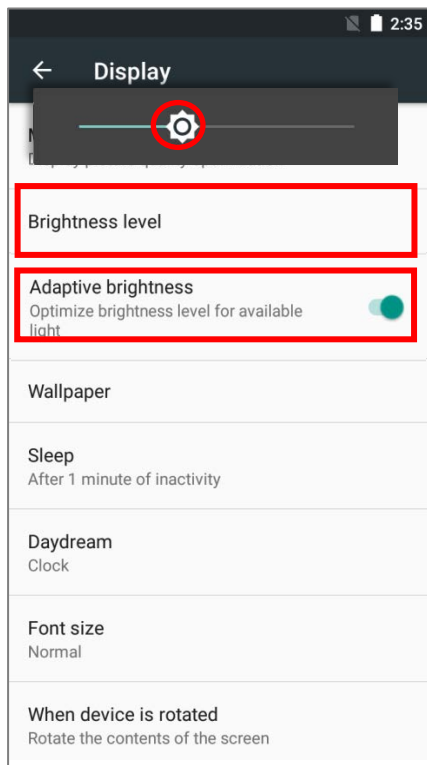 2:35
Display
Brightness level
Adaptive brightness
Optimize brightness level for available
light
Wallpaper
Sleep
After 1 minute of inactivity
Daydream
Clock
Font size
Normal
When device is rotated
Rotate the contents of the screen